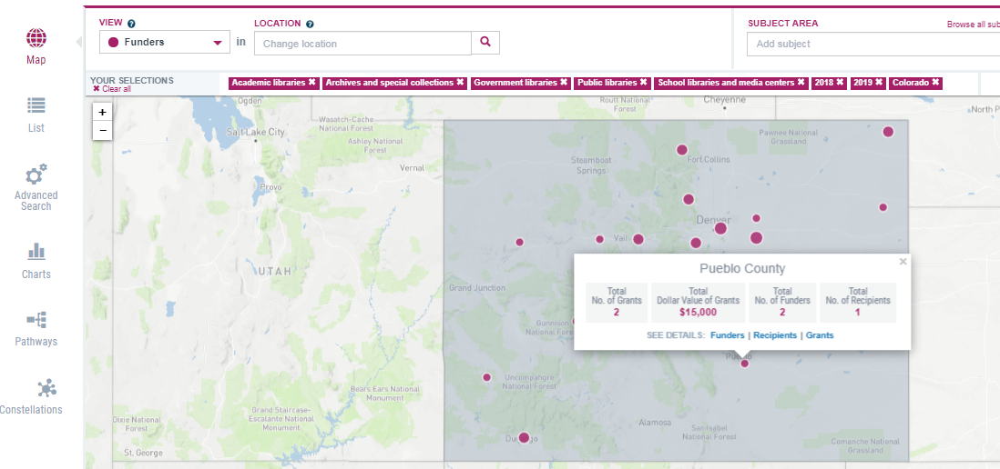 Map
List
Advanced
Search
Charts
Pathways
Constellations
VIEW ?
Funders
in
LOCATION ?
Change location
SUBJECT AREA
Browse all sub
Add subject
YOUR SELECTIONS
✖ Clear all
Academic libraries ✖ Archives and special collections ✖ Government libraries ✖ Public libraries ✖ School libraries and media centers ✖ 2018 ✖ 2019 ✖ Colorado ✖
+
−
Ogden
Salt Lake City
Wasatch-Cache
National Forest
Ashley National
Forest
Vernal
Provo
UTAH
Routt National
Forest
Cheyenne
North P
Pawnee National
Grassland
Steamboat
Springs
Fort Collins
Denver
Vail
Grand Junction
Gunnison
National Fores
Pueblo County
×
Total
No. of Grants
2
Total
Dollar Value of Grants
$15,000
Total
No. of Funders
2
Total
No. of Recipients
1
SEE DETAILS: Funders | Recipients | Grants
Pueblo
Uncompahgre
National Forest
Bears Ears National
Monument
Grand Staircase-
Escalante National
Monument
Dixie National
Forest
St. George
Alamosa
San Isabel
National Forest
Comanche National
Grassland